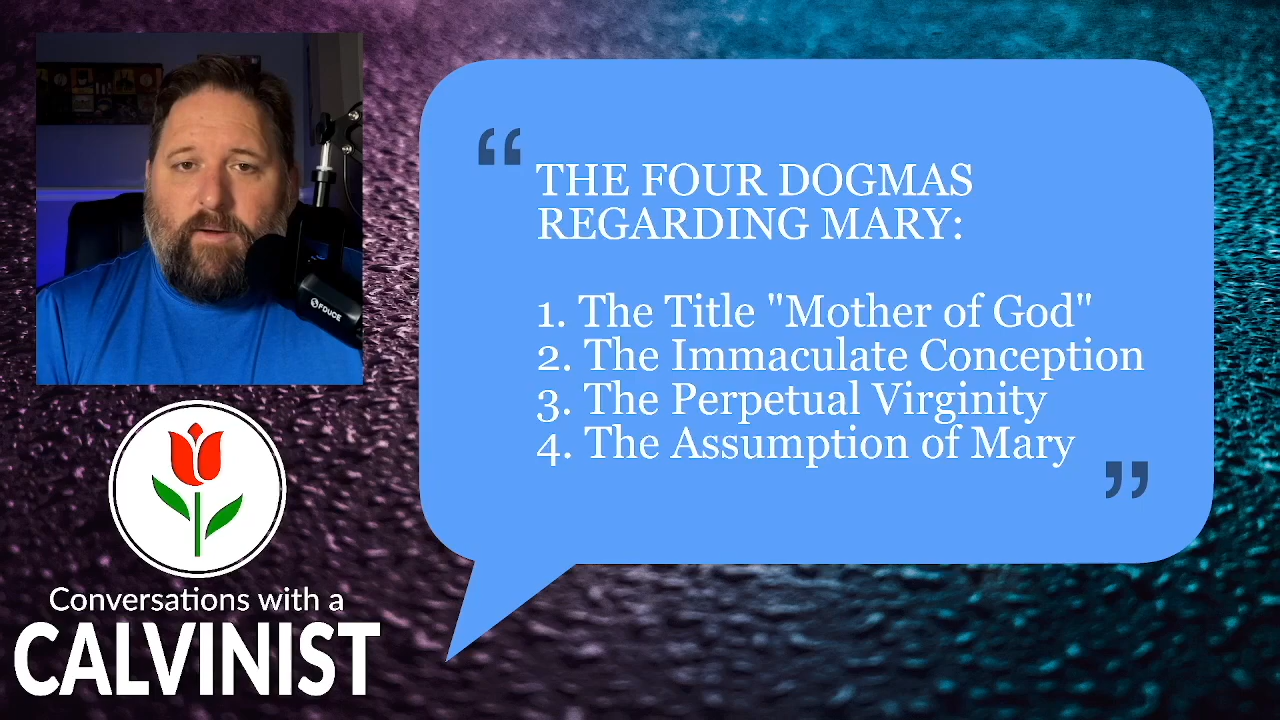 “
THE FOUR DOGMAS
REGARDING MARY:
1. The Title "Mother of God"
2. The Immaculate Conception
3. The Perpetual Virginity
4. The Assumption of Mary
”
FDUCE
Conversations with a
CALVINIST